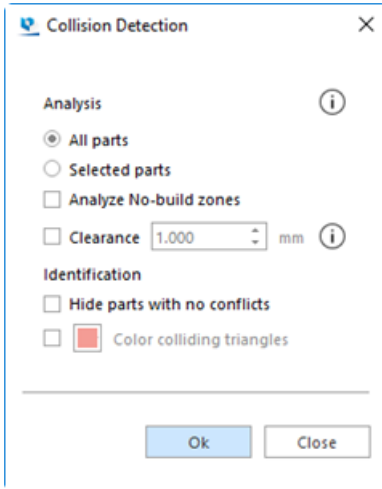 Collision Detection
Analysis
All parts
Selected parts
Analyze No-build zones
Clearance 1.000 mm
Identification
Hide parts with no conflicts
Color colliding triangles
Ok Close